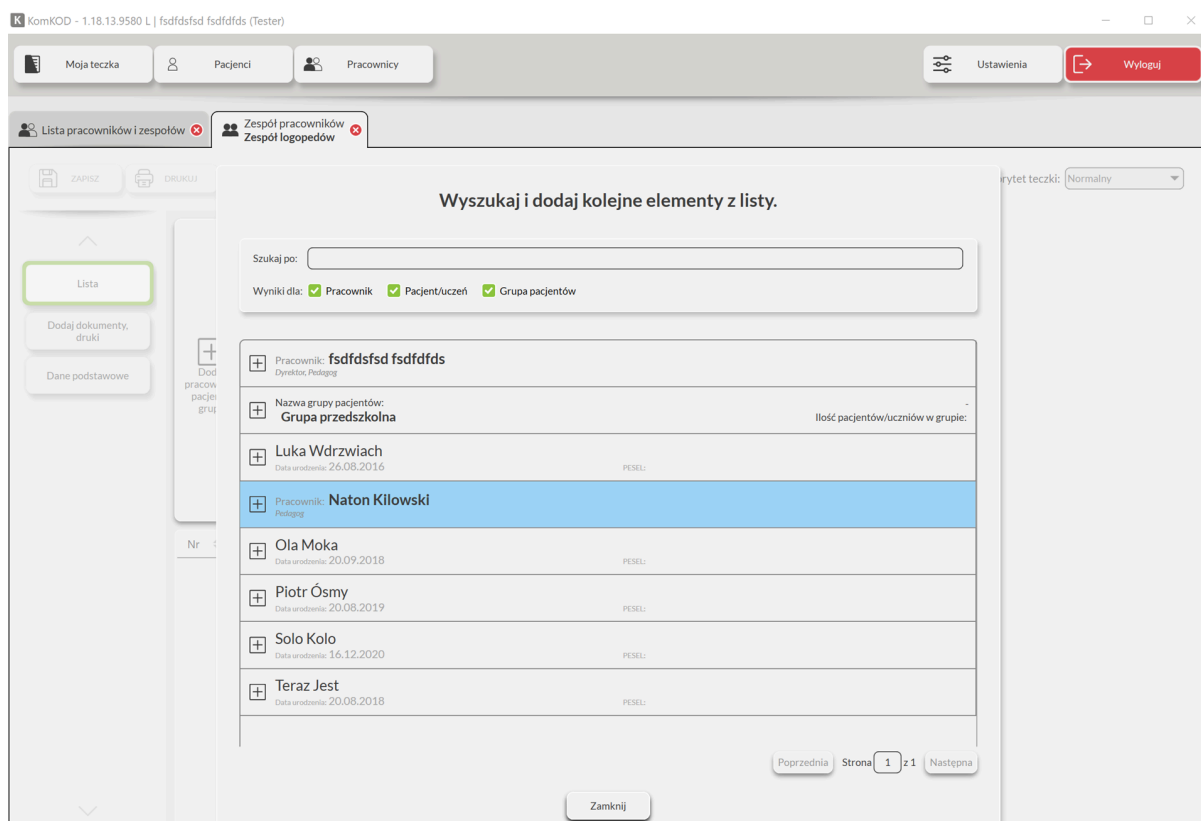 K KomKOD - 1.18.13.9580 L | fsdfdsfsd fsdfdfds (Tester)
Moja teczka Pacjenci Pracownicy Ustawienia Wyloguj
Lista pracowników i zespołów
Zespół pracowników
Zespół logopedów
ZAPISZ DRUKUJ
rytet teczki: Normalny
Lista
Dodaj dokumenty,
druki
Dane podstawowe
Dod
pracow
pacjer
grup
Nr
Wyszukaj i dodaj kolejne elementy z listy.
Szukaj po:
Wyniki dla: Pracownik Pacjent/uczeń Grupa pacjentów
Pracownik: fsdfdsfsd fsdfdfds
Dyrektor, Pedagog
Nazwa grupy pacjentów: -
Grupa przedszkolna Ilość pacjentów/uczniów w grupie:
Luka Wdrzwiach
Data urodzenia: 26.08.2016 PESEL:
Pracownik: Naton Kilowski
Pedagog
Ola Moka
Data urodzenia: 20.09.2018 PESEL:
Piotr Ósmy
Data urodzenia: 20.08.2019 PESEL:
Solo Kolo
Data urodzenia: 16.12.2020 PESEL:
Teraz Jest
Data urodzenia: 20.08.2018 PESEL:
Poprzednia Strona 1 z 1 Następna
Zamknij